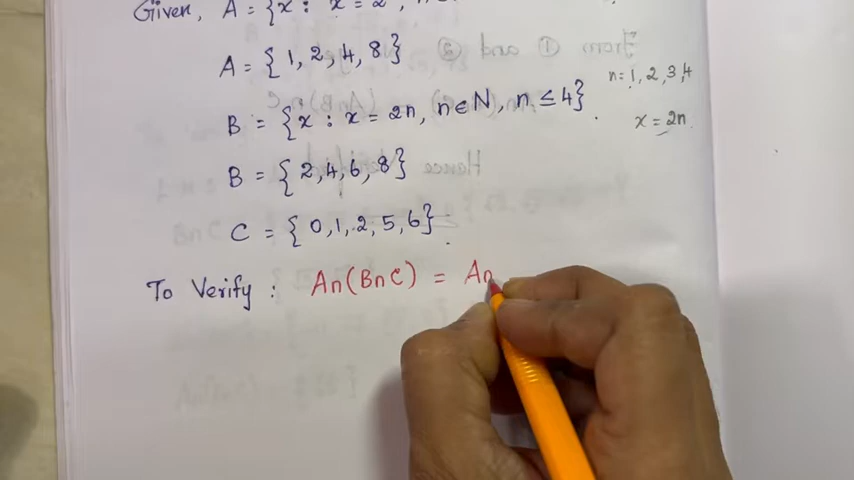 Given, A = {x : x = 2
A = {1, 2, 4, 8}
n = 1, 2, 3, 4
B = {x : x = 2n, n ∈ N, n ≤ 4}.
x = 2n
B = {2, 4, 6, 8}
C = {0, 1, 2, 5, 6}.
To Verify : A∩(B∩C) = A∩